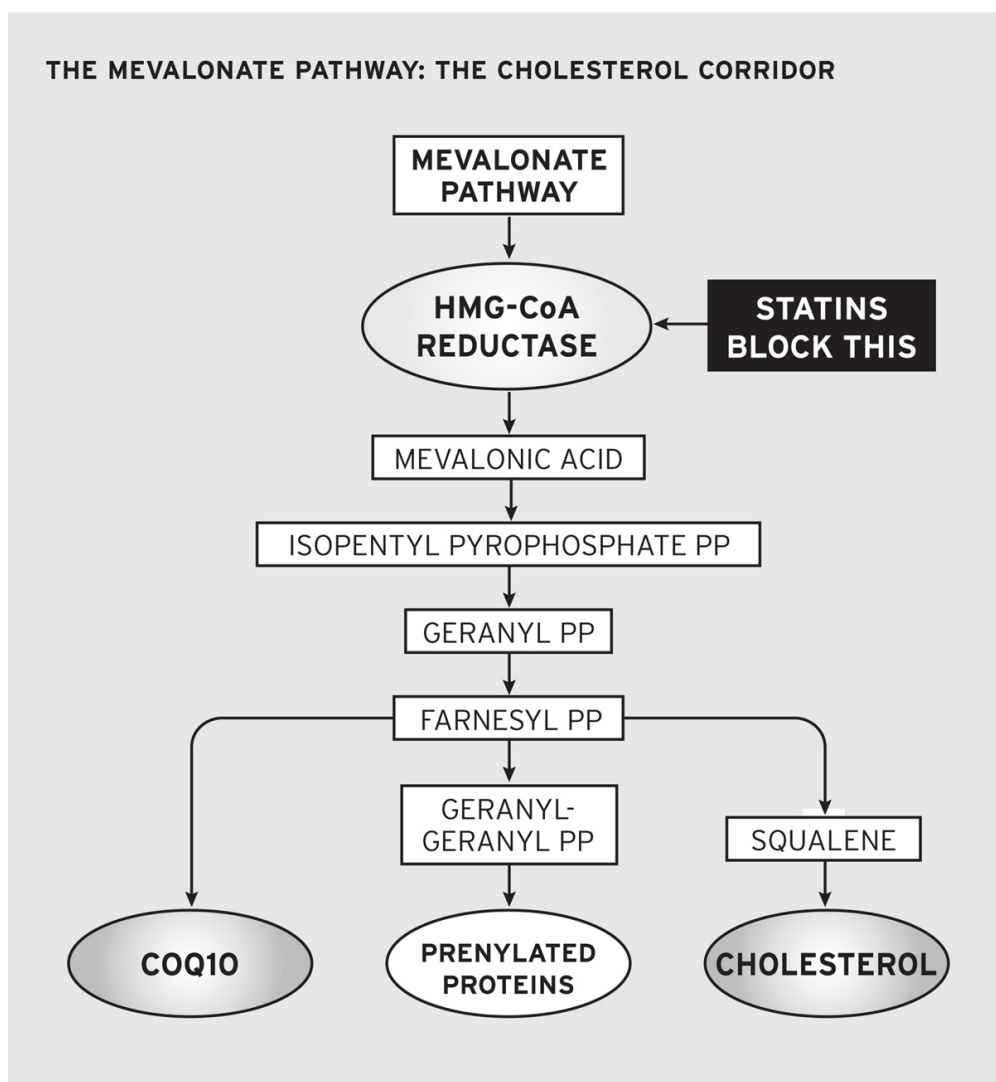 THE MEVALONATE PATHWAY: THE CHOLESTEROL CORRIDOR
MEVALONATE
PATHWAY
HMG-CoA
REDUCTASE
STATINS
BLOCK THIS
MEVALONIC ACID
ISOPENTYL PYROPHOSPHATE PP
GERANYL PP
FARNESYL PP
GERANYL-
GERANYL PP
SQUALENE
COQ10
PRENYLATED
PROTEINS
CHOLESTEROL